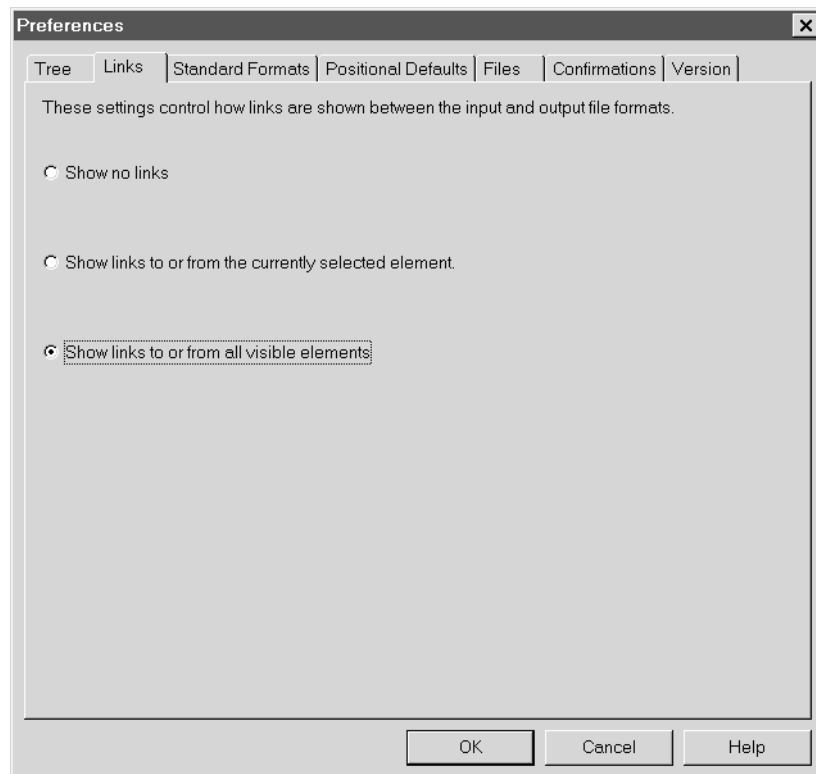 Preferences
Tree Links Standard Formats Positional Defaults Files Confirmations Version
These settings control how links are shown between the input and output file formats.
Show no links
Show links to or from the currently selected element.
Show links to or from all visible elements
OK Cancel Help